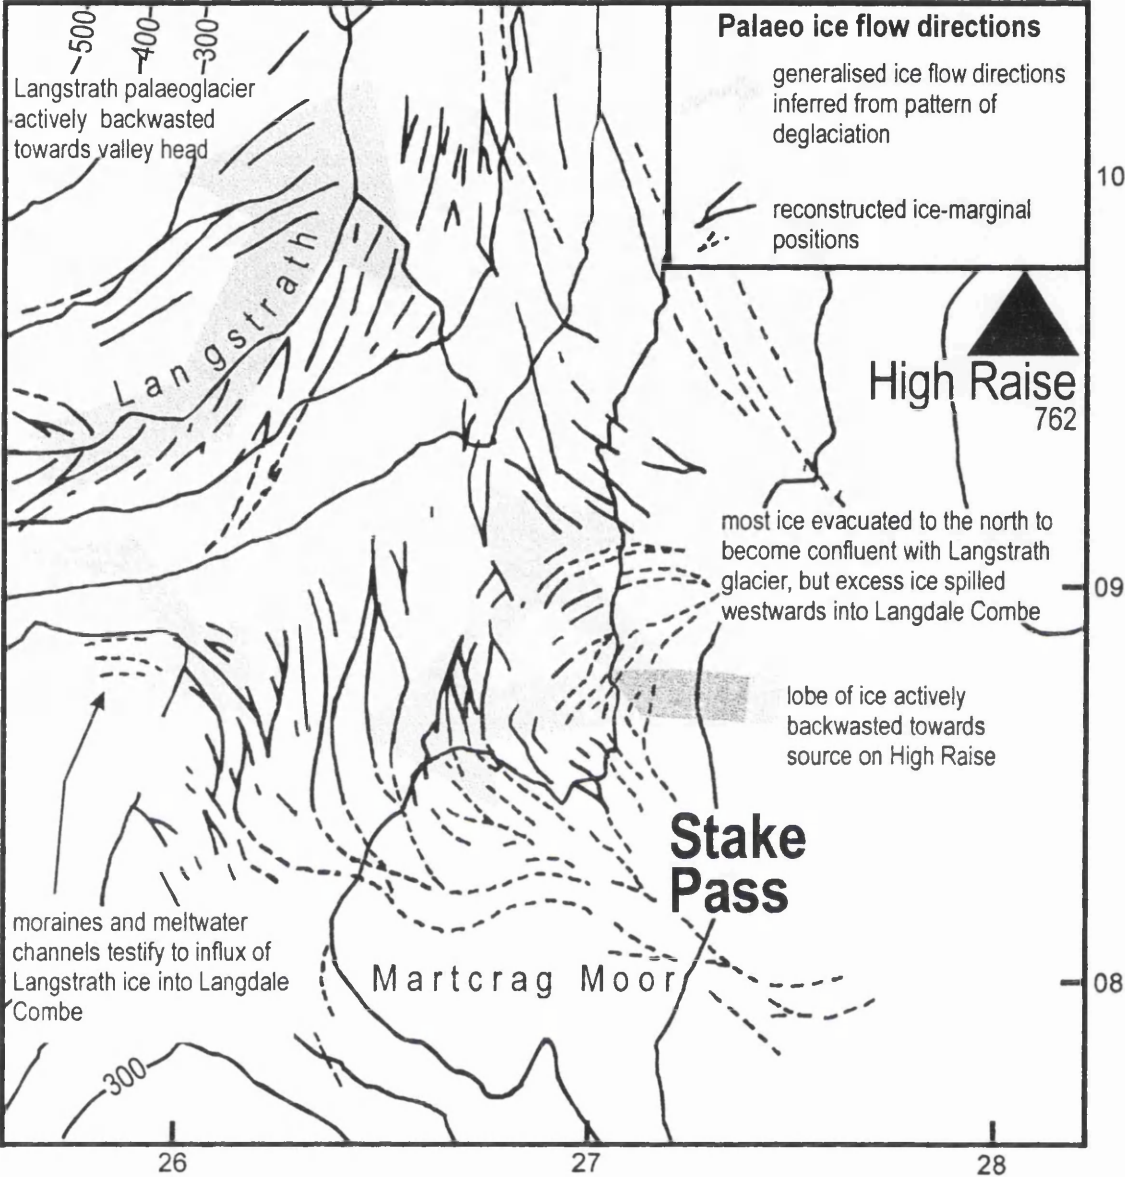 500
400
300
Langstrath palaeoglacier
actively backwasted
towards valley head
Palaeo ice flow directions
generalised ice flow directions
inferred from pattern of
deglaciation
reconstructed ice-marginal
positions
10
Langstrath
High Raise
762
most ice evacuated to the north to
become confluent with Langstrath
glacier, but excess ice spilled
westwards into Langdale Combe
09
lobe of ice actively
backwasted towards
source on High Raise
Stake
Pass
moraines and meltwater
channels testify to influx of
Langstrath ice into Langdale
Combe
Martcrag Moor
08
300
26
27
28